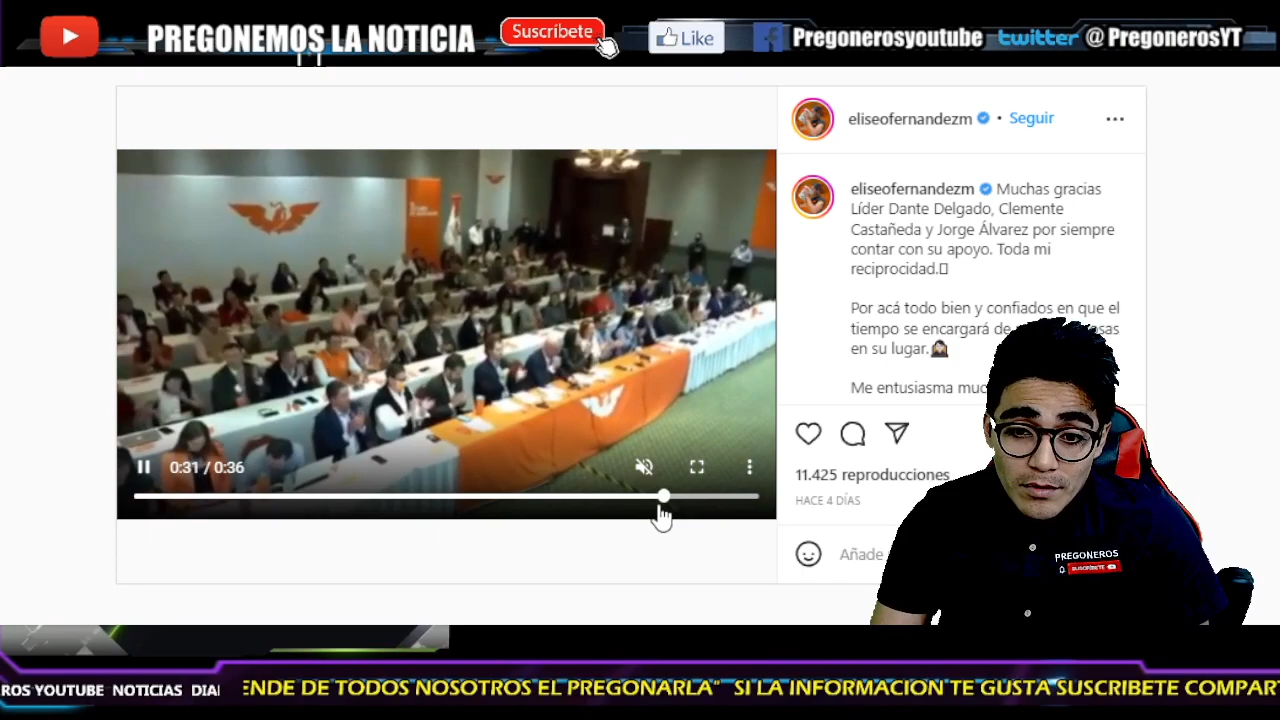 PREGONEMOS LA NOTICIA
Suscríbete
Like
f Pregonerosyoutube
twitter @PregonerosYT
eliseofernandezm • Seguir
eliseofernandezm Muchas gracias
Líder Dante Delgado, Clemente
Castañeda y Jorge Álvarez por siempre
contar con su apoyo. Toda mi
reciprocidad.
Por acá todo bien y confiados en que el
tiempo se encargará de
en su lugar.
Me entusiasma
0:31 / 0:36
11.425 reproducciones
HACE 4 DÍAS
Añade
PREGONEROS
SUSCRÍBETE
ROS YOUTUBE NOTICIAS DIA
ENDE DE TODOS NOSOTROS EL PREGONARLA" SI LA INFORMACION TE GUSTA SUSCRIBETE COMPART